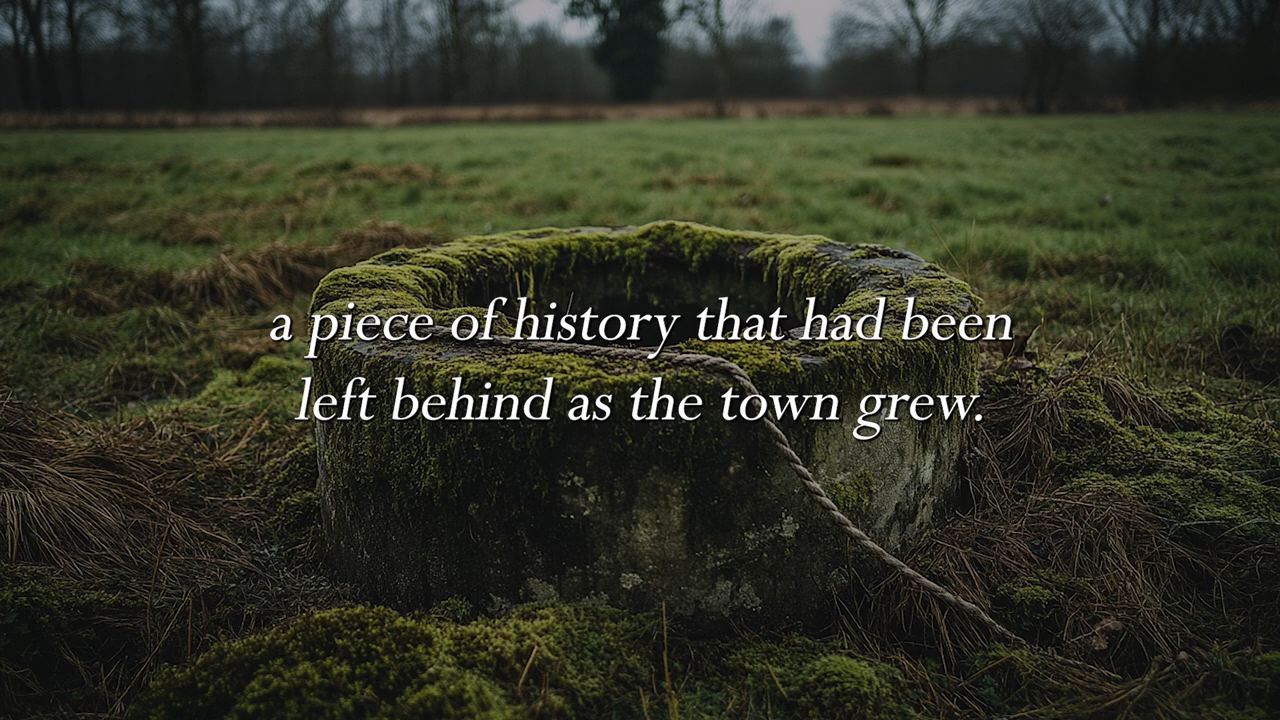 a piece of history that had been
left behind as the town grew.